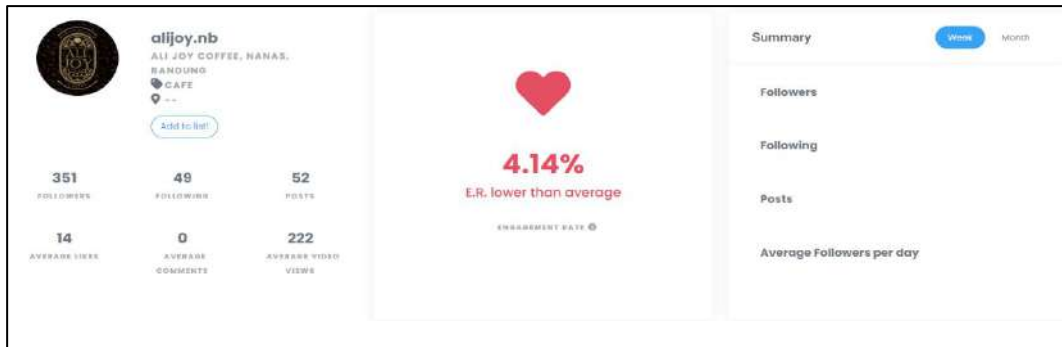 ALI
JOY
alijoy.nb
ALI JOY COFFEE, NANAS,
BANDUNG
CAFE
--
Add to list!
351
FOLLOWERS
49
FOLLOWING
52
POSTS
14
AVERAGE LIKES
0
AVERAGE
COMMENTS
222
AVERAGE VIDEO
VIEWS
4.14%
E.R. lower than average
ENGAGEMENT RATE
Summary
Week
Month
Followers
Following
Posts
Average Followers per day